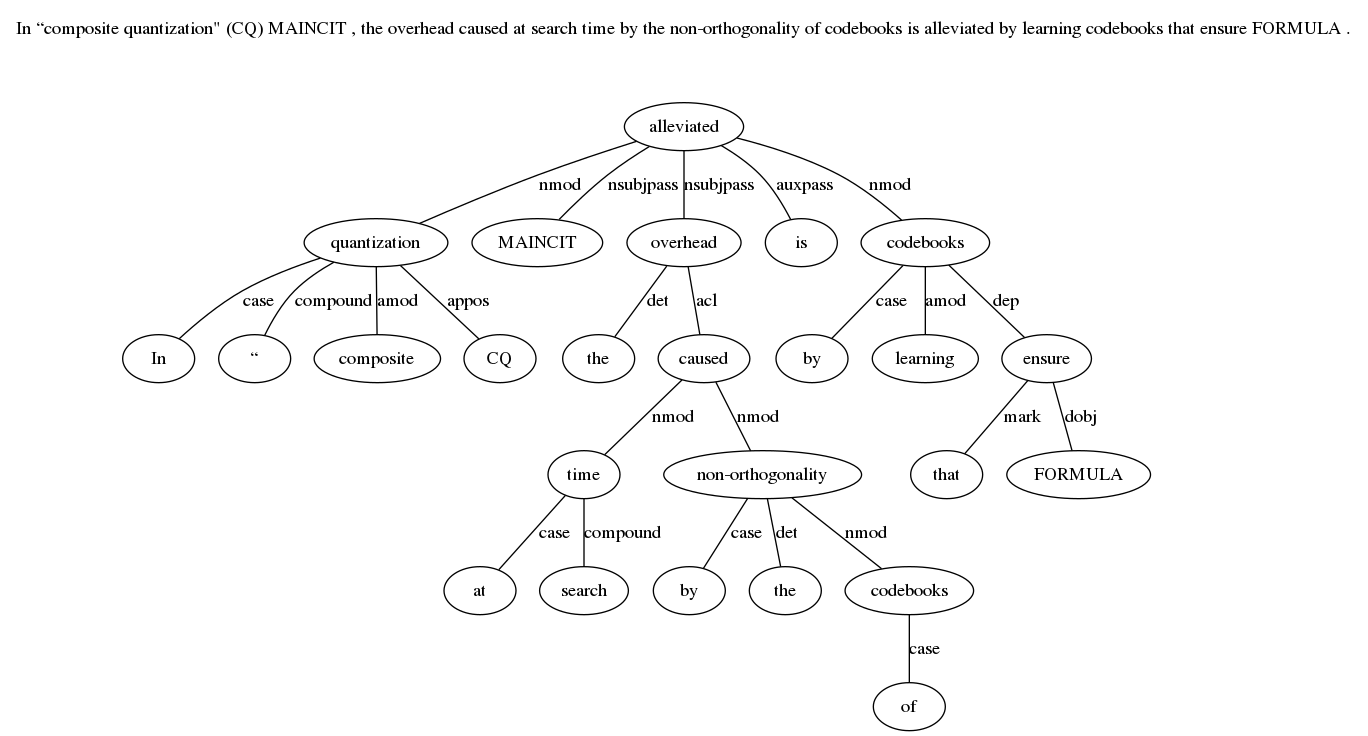 In “composite quantization" (CQ) MAINCIT , the overhead caused at search time by the non-orthogonality of codebooks is alleviated by learning codebooks that ensure FORMULA .
alleviated
nmod nsubjpass nsubjpass auxpass nmod
quantization MAINCIT overhead is codebooks
case compound amod appos det acl case amod dep
In “ composite CQ the caused by learning ensure
nmod nmod mark dobj
time non-orthogonality that FORMULA
case compound case det nmod
at search by the codebooks
case
of